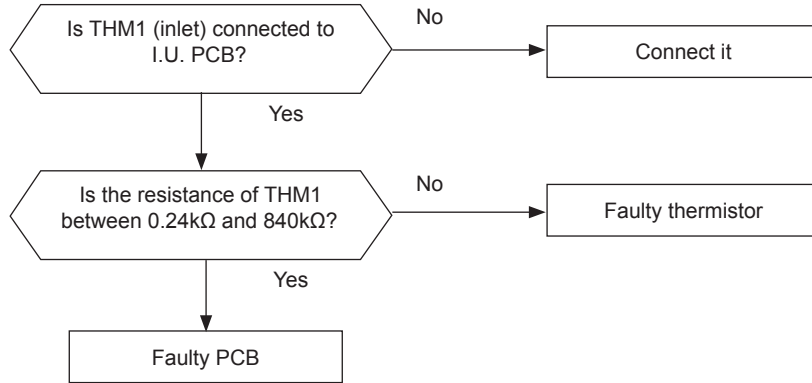 Is THM1 (inlet) connected to
I.U. PCB?
No
Connect it
Yes
Is the resistance of THM1
between 0.24kΩ and 840kΩ?
No
Faulty thermistor
Yes
Faulty PCB